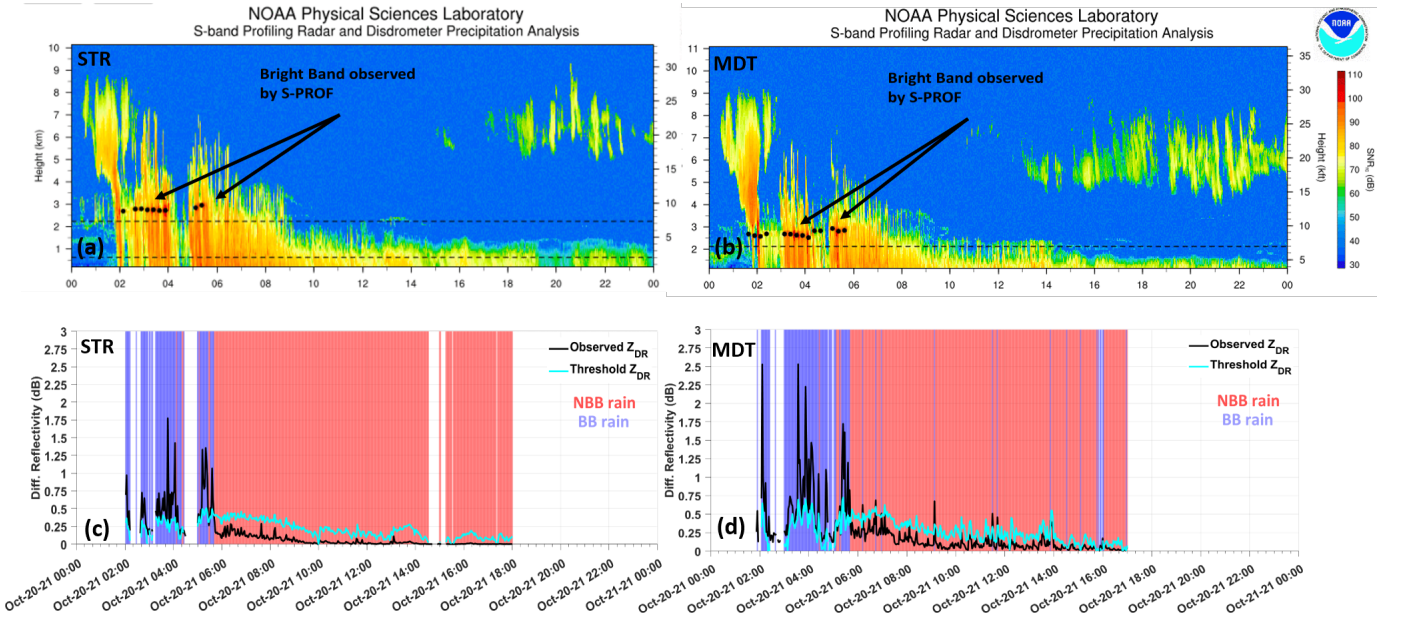 NOAA Physical Sciences Laboratory
S-band Profiling Radar and Disdrometer Precipitation Analysis
STR
Bright Band observed
by S-PROF
(a)
Height (km)
10
9
8
7
6
5
4
3
2
1
30
25
20
15
10
5
00 02 04 06 08 10 12 14 16 18 20 22 00
NOAA Physical Sciences Laboratory
S-band Profiling Radar and Disdrometer Precipitation Analysis
NOAA
MDT
Bright Band observed
by S-PROF
(b)
11
10
9
8
7
6
5
4
3
2
35
30
25
20
15
10
5
Height (kft)
00 02 04 06 08 10 12 14 16 18 20 22 00
110
100
90
80
70
60
50
40
30
SNRrc (dB)
STR
Observed ZDR
Threshold ZDR
NBB rain
BB rain
(c)
Diff. Reflectivity (dB)
3
2.75
2.5
2.25
2
1.75
1.5
1.25
1
0.75
0.5
0.25
0
Oct-20-21 00:00
Oct-20-21 02:00
Oct-20-21 04:00
Oct-20-21 06:00
Oct-20-21 08:00
Oct-20-21 10:00
Oct-20-21 12:00
Oct-20-21 14:00
Oct-20-21 16:00
Oct-20-21 18:00
Oct-20-21 20:00
Oct-20-21 22:00
Oct-21-21 00:00
MDT
Observed ZDR
Threshold ZDR
NBB rain
BB rain
(d)
Diff. Reflectivity (dB)
3
2.75
2.5
2.25
2
1.75
1.5
1.25
1
0.75
0.5
0.25
0
Oct-20-21 00:00
Oct-20-21 02:00
Oct-20-21 04:00
Oct-20-21 06:00
Oct-20-21 08:00
Oct-20-21 10:00
Oct-20-21 12:00
Oct-20-21 14:00
Oct-20-21 16:00
Oct-20-21 18:00
Oct-20-21 20:00
Oct-20-21 22:00
Oct-21-21 00:00